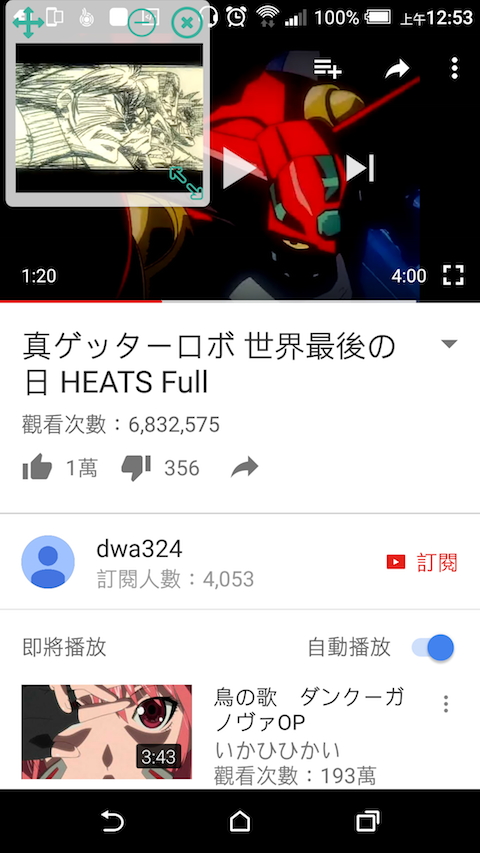 100% 上午12:53
1:20
4:00
真ゲッターロボ 世界最後の
日 HEATS Full
觀看次數：6,832,575
1萬
356
dwa324
訂閱人數：4,053
訂閱
即將播放
自動播放
鳥の歌　ダンクーガ
ノヴァOP
いかひひかい
觀看次數：193萬
3:43